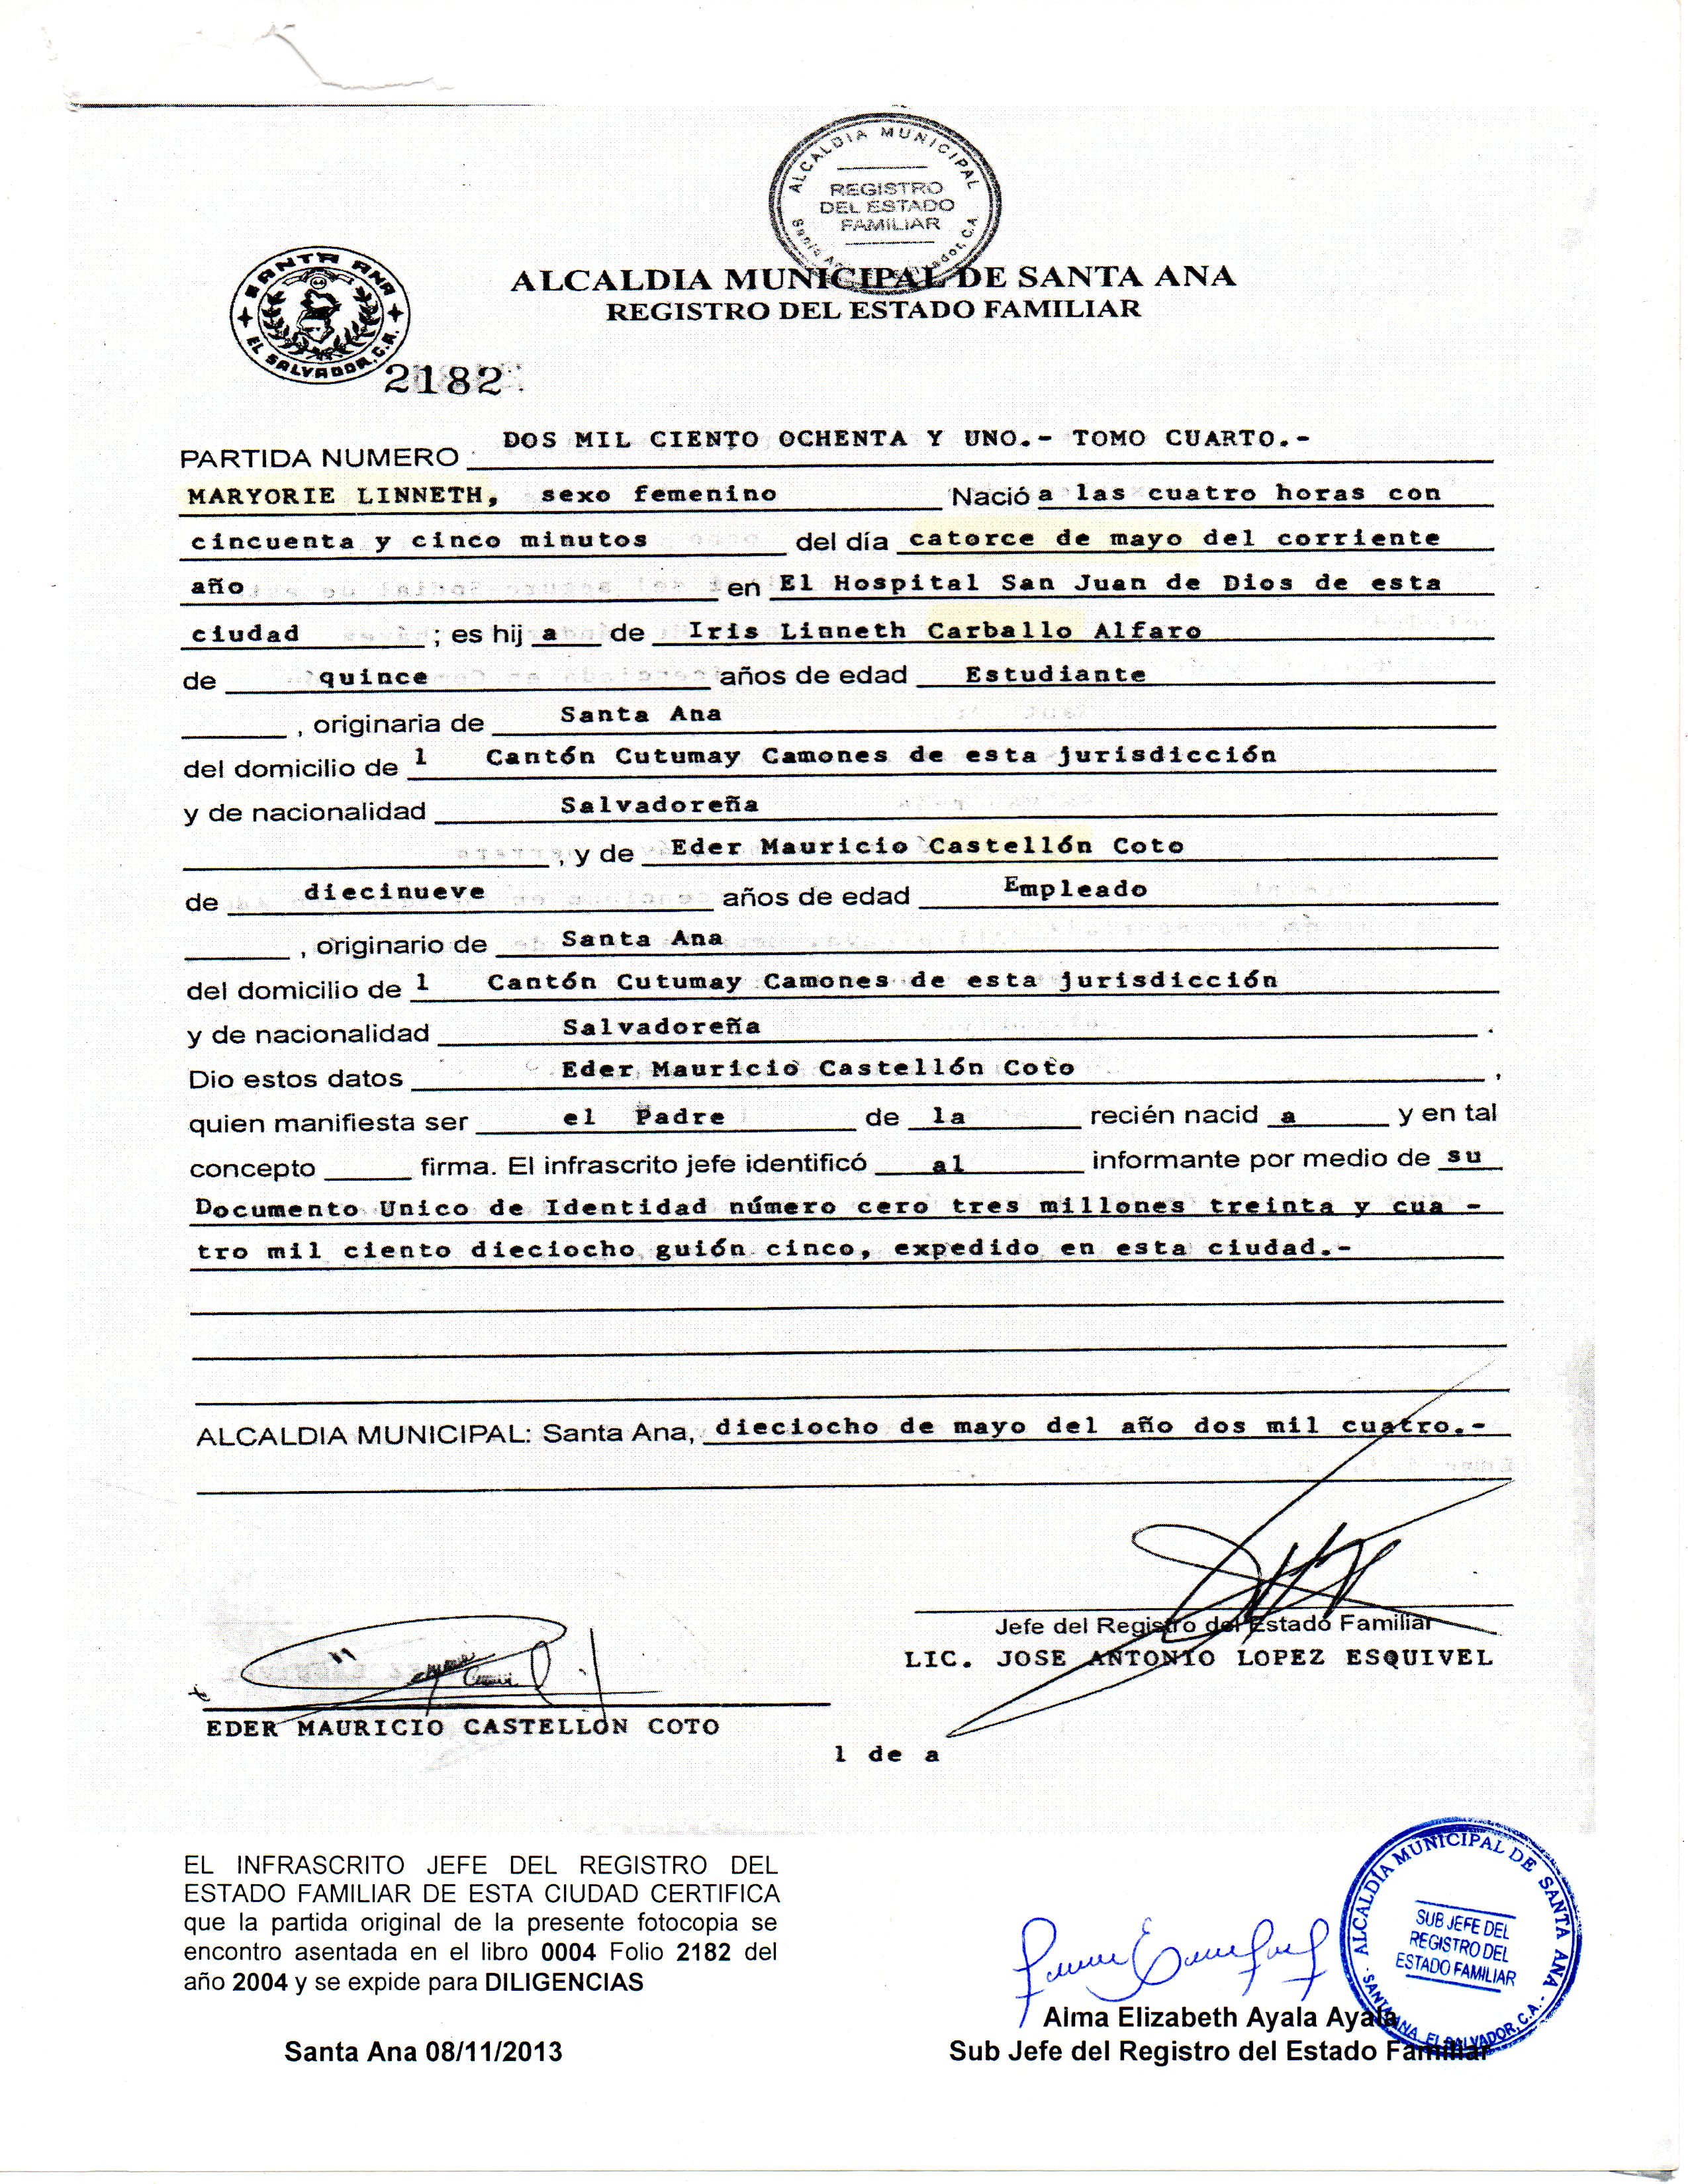 ALCALDIA MUNICIPAL
REGISTRO
DEL ESTADO
FAMILIAR
SANTA ANA
EL SALVADOR, C.A.
ALCALDIA MUNICIPAL DE SANTA ANA
REGISTRO DEL ESTADO FAMILIAR
2182
PARTIDA NUMERO DOS MIL CIENTO OCHENTA Y UNO.- TOMO CUARTO.-
MARYORIE LINNETH, sexo femenino Nació a las cuatro horas con
cincuenta y cinco minutos del día catorce de mayo del corriente
año en El Hospital San Juan de Dios de esta
ciudad ; es hij a de Iris Linneth Carballo Alfaro
de quince años de edad Estudiante
, originaria de Santa Ana
del domicilio de l Cantón Cutumay Camones de esta jurisdicción
y de nacionalidad Salvadoreña
, y de Eder Mauricio Castellón Coto
de diecinueve años de edad Empleado
, originario de Santa Ana
del domicilio de l Cantón Cutumay Camones de esta jurisdicción
y de nacionalidad Salvadoreña .
Dio estos datos Eder Mauricio Castellón Coto ,
quien manifiesta ser el Padre de la recién nacid a y en tal
concepto firma. El infrascrito jefe identificó al informante por medio de su
Documento Unico de Identidad número cero tres millones treinta y cua -
tro mil ciento dieciocho guión cinco, expedido en esta ciudad.-
ALCALDIA MUNICIPAL: Santa Ana, dieciocho de mayo del año dos mil cuatro.-
Jefe del Registro del Estado Familiar
LIC. JOSE ANTONIO LOPEZ ESQUIVEL
EDER MAURICIO CASTELLON COTO
l de a
EL INFRASCRITO JEFE DEL REGISTRO DEL
ESTADO FAMILIAR DE ESTA CIUDAD CERTIFICA
que la partida original de la presente fotocopia se
encontro asentada en el libro 0004 Folio 2182 del
año 2004 y se expide para DILIGENCIAS
Santa Ana 08/11/2013
ALCALDÍA MUNICIPAL DE SANTA ANA
SUB JEFE DEL
REGISTRO DEL
ESTADO FAMILIAR
SANTA ANA, EL SALVADOR, C.A.
Alma Elizabeth Ayala Ayala
Sub Jefe del Registro del Estado Familiar